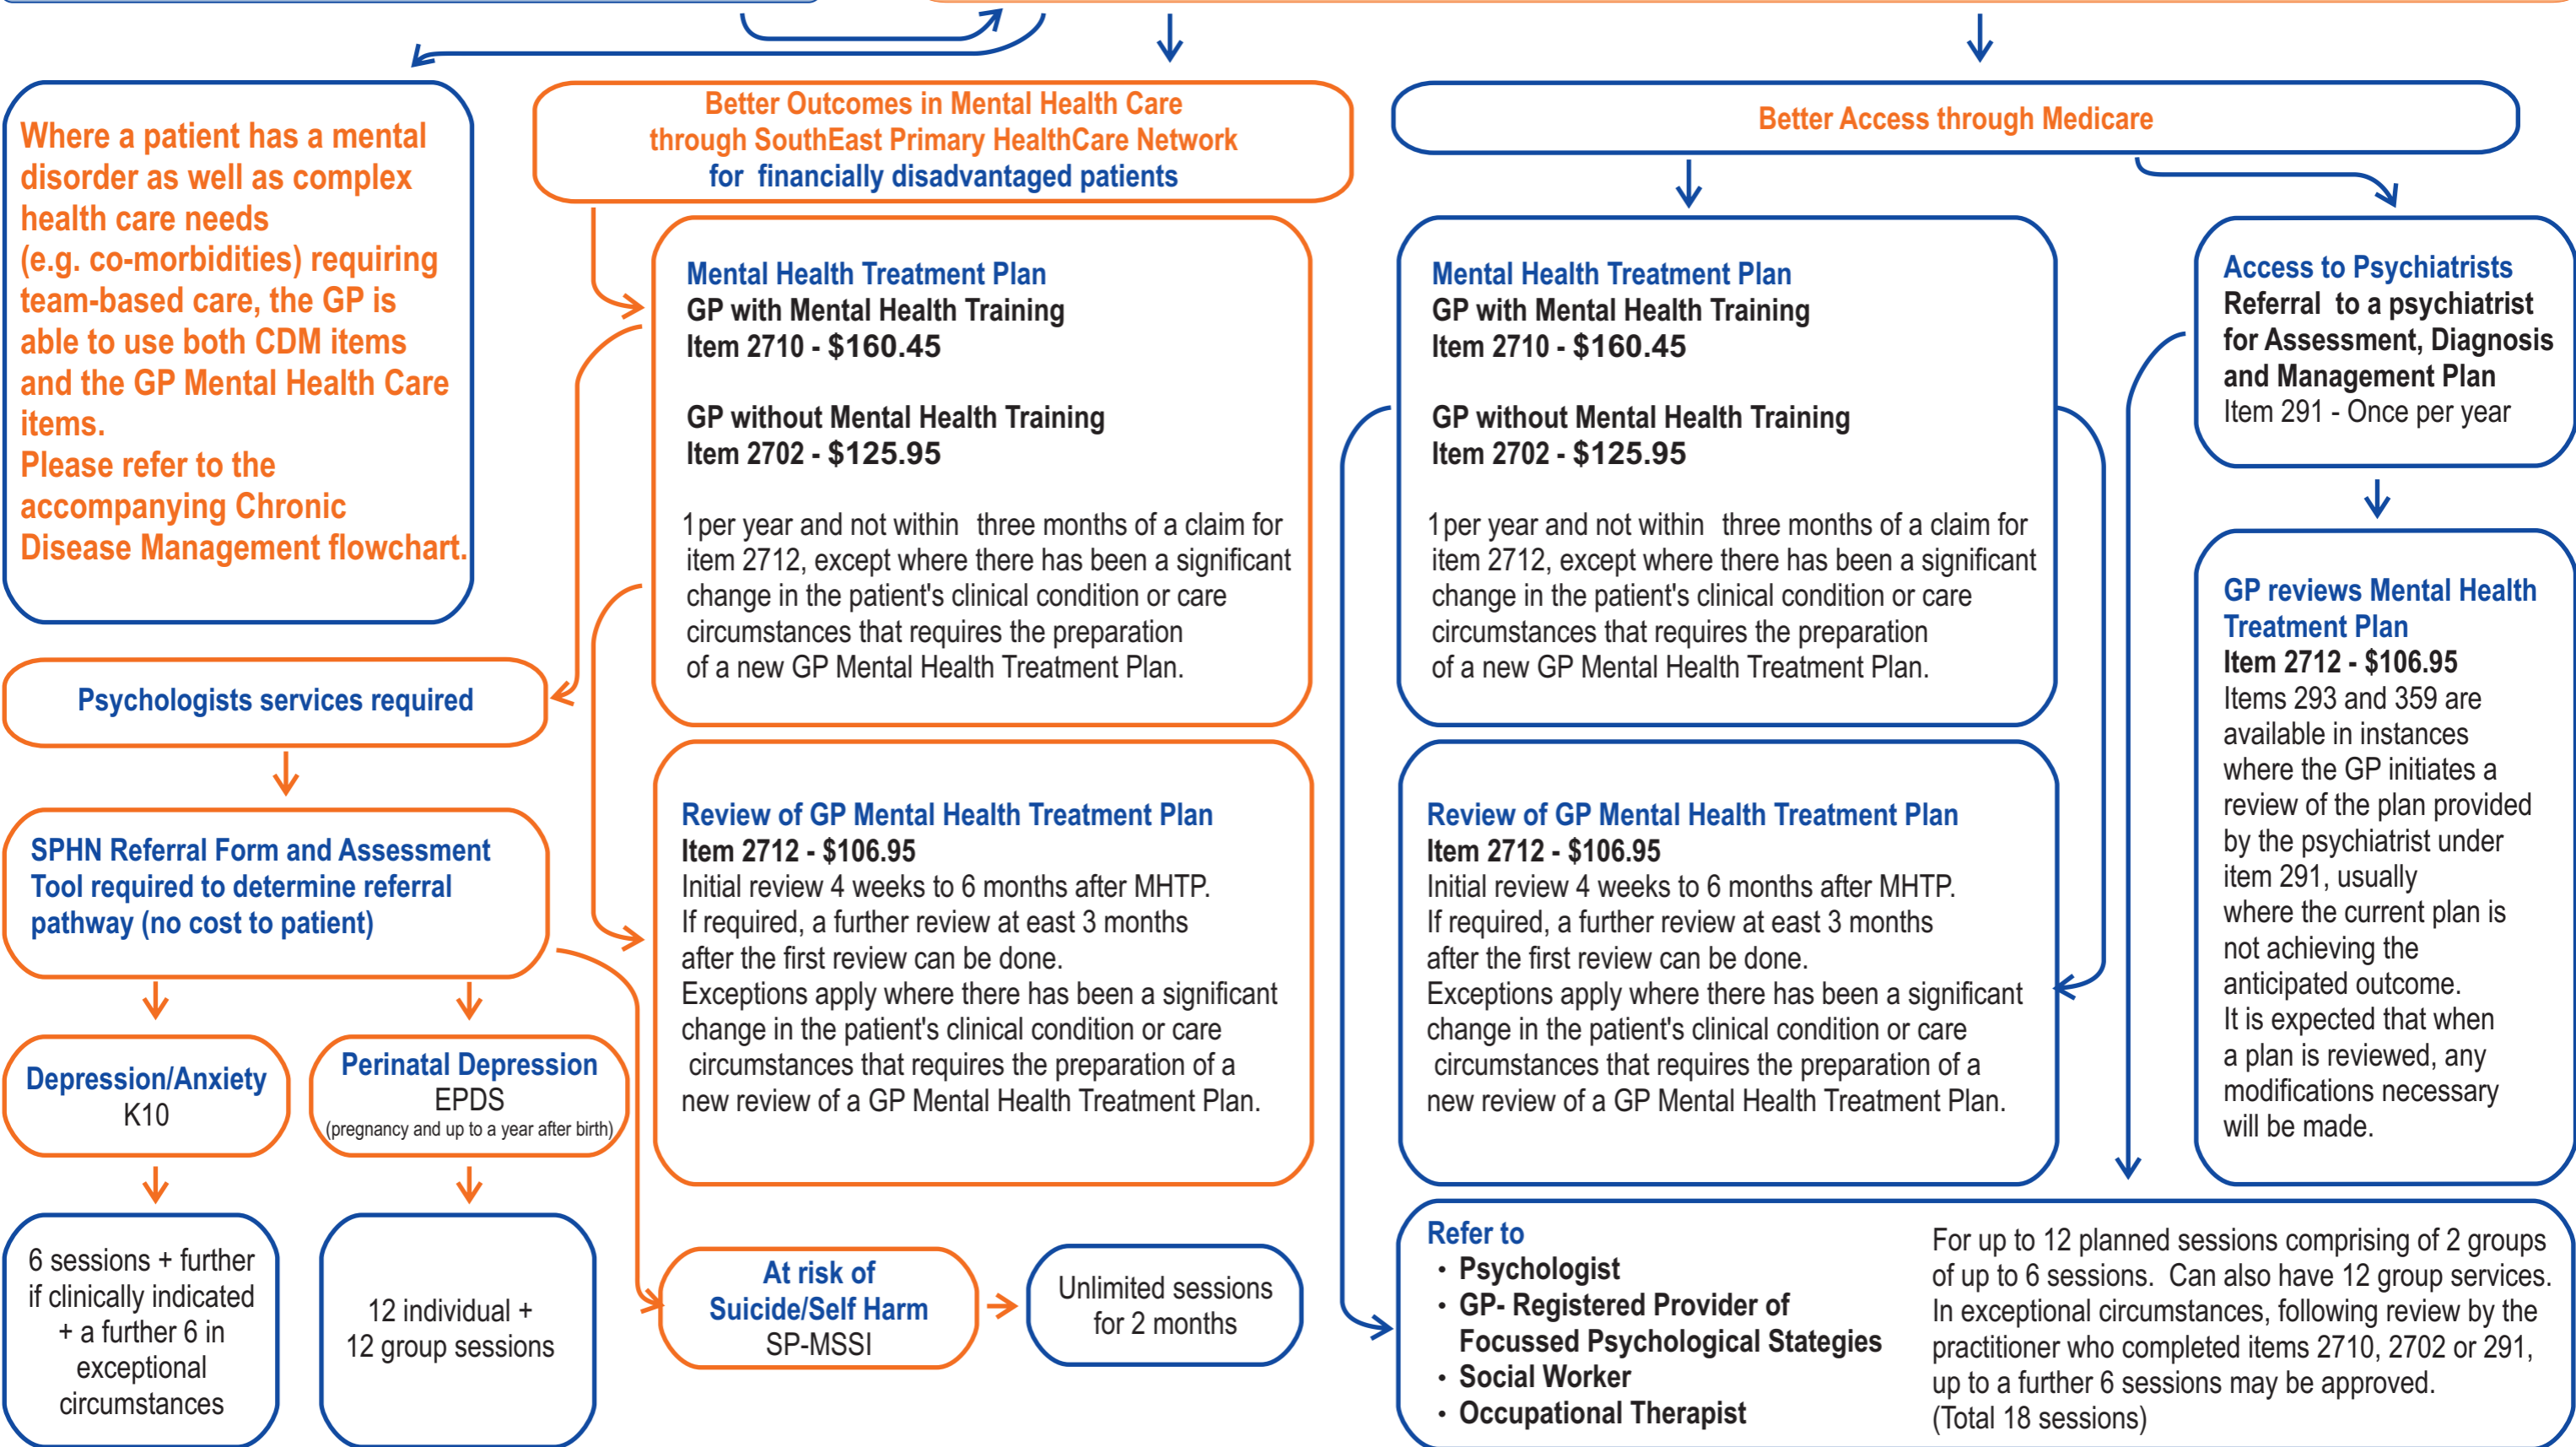 Where a patient has a mental
disorder as well as complex
health care needs
(e.g. co-morbidities) requiring
team-based care, the GP is
able to use both CDM items
and the GP Mental Health Care
items.
Please refer to the
accompanying Chronic
Disease Management flowchart.
Better Outcomes in Mental Health Care
through SouthEast Primary HealthCare Network
for financially disadvantaged patients
Better Access through Medicare
Mental Health Treatment Plan
GP with Mental Health Training
Item 2710 - $160.45
GP without Mental Health Training
Item 2702 - $125.95
1 per year and not within three months of a claim for
item 2712, except where there has been a significant
change in the patient's clinical condition or care
circumstances that requires the preparation
of a new GP Mental Health Treatment Plan.
Mental Health Treatment Plan
GP with Mental Health Training
Item 2710 - $160.45
GP without Mental Health Training
Item 2702 - $125.95
1 per year and not within three months of a claim for
item 2712, except where there has been a significant
change in the patient's clinical condition or care
circumstances that requires the preparation
of a new GP Mental Health Treatment Plan.
Access to Psychiatrists
Referral to a psychiatrist
for Assessment, Diagnosis
and Management Plan
Item 291 - Once per year
GP reviews Mental Health
Treatment Plan
Item 2712 - $106.95
Items 293 and 359 are
available in instances
where the GP initiates a
review of the plan provided
by the psychiatrist under
item 291, usually
where the current plan is
not achieving the
anticipated outcome.
It is expected that when
a plan is reviewed, any
modifications necessary
will be made.
Psychologists services required
SPHN Referral Form and Assessment
Tool required to determine referral
pathway (no cost to patient)
Review of GP Mental Health Treatment Plan
Item 2712 - $106.95
Initial review 4 weeks to 6 months after MHTP.
If required, a further review at east 3 months
after the first review can be done.
Exceptions apply where there has been a significant
change in the patient's clinical condition or care
circumstances that requires the preparation of a
new review of a GP Mental Health Treatment Plan.
Review of GP Mental Health Treatment Plan
Item 2712 - $106.95
Initial review 4 weeks to 6 months after MHTP.
If required, a further review at east 3 months
after the first review can be done.
Exceptions apply where there has been a significant
change in the patient's clinical condition or care
circumstances that requires the preparation of a
new review of a GP Mental Health Treatment Plan.
Depression/Anxiety
K10
Perinatal Depression
EPDS
(pregnancy and up to a year after birth)
6 sessions + further
if clinically indicated
+ a further 6 in
exceptional
circumstances
12 individual +
12 group sessions
At risk of
Suicide/Self Harm
SP-MSSI
Unlimited sessions
for 2 months
Refer to
• Psychologist
• GP- Registered Provider of
Focussed Psychological Stategies
• Social Worker
• Occupational Therapist
For up to 12 planned sessions comprising of 2 groups
of up to 6 sessions. Can also have 12 group services.
In exceptional circumstances, following review by the
practitioner who completed items 2710, 2702 or 291,
up to a further 6 sessions may be approved.
(Total 18 sessions)